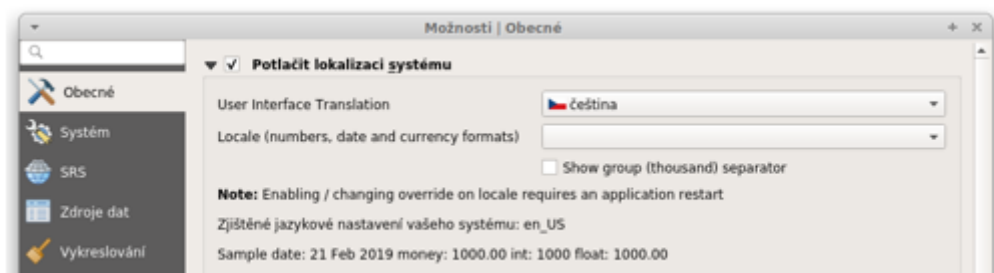 Možnosti | Obecné
Potlačit lokalizaci systému
Obecné
User Interface Translation
čeština
Systém
Locale (numbers, date and currency formats)
SRS
Show group (thousand) separator
Note: Enabling / changing override on locale requires an application restart
Zdroje dat
Zjištěné jazykové nastavení vašeho systému: en_US
Vykreslování
Sample date: 21 Feb 2019 money: 1000.00 int: 1000 float: 1000.00